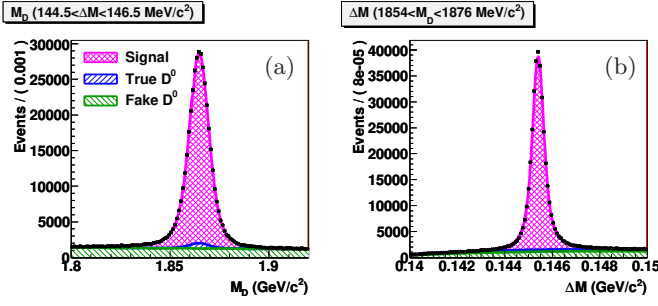 M_D (144.5<ΔM<146.5 MeV/c²)
Events / ( 0.001 )
30000
25000
20000
15000
10000
5000
0
Signal
True D⁰
Fake D⁰
(a)
1.8 1.85 1.9
M_D (GeV/c²)
ΔM (1854<M_D<1876 MeV/c²)
Events / ( 8e-05 )
40000
35000
30000
25000
20000
15000
10000
5000
0
(b)
0.14 0.142 0.144 0.146 0.148 0.15
ΔM (GeV/c²)